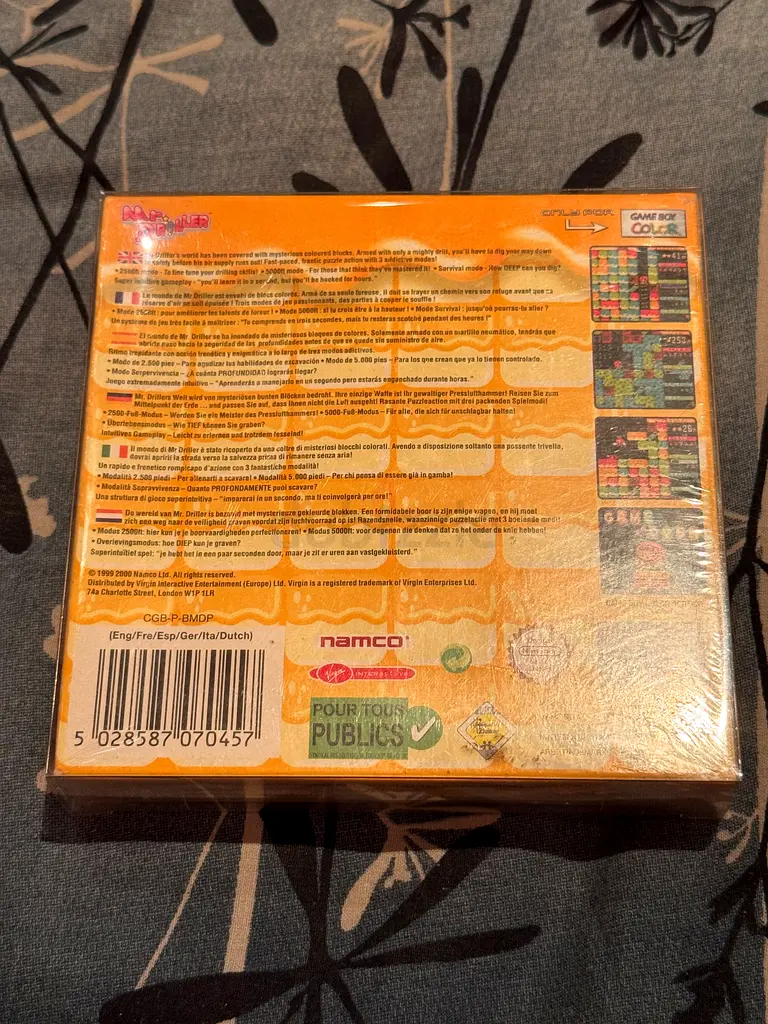 MR. DRILLER
ONLY FOR
GAME BOY
COLOR
Driller's world has been covered with mysterious coloured blocks. Armed with only a mighty drill, you'll have to dig your way down
safety before his air supply runs out! Fast-paced, frantic puzzle action with 3 addictive modes!
• 2500ft mode - To fine tune your drilling skills! • 5000ft mode - For those that think they've mastered it! • Survival mode - How DEEP can you dig?
Super intuitive gameplay - "you'll learn it in a second, but you'll be hooked for hours."
Le monde de Mr Driller est envahi de blocs colorés. Armé de sa seule foreuse, il doit se frayer un chemin vers son refuge avant que sa
réserve d'air ne soit épuisée ! Trois modes de jeu passionnants, des parties à couper le souffle !
• Mode 2500ft : pour améliorer tes talents de foreur ! • Mode 5000ft : si tu crois être à la hauteur ! • Mode Survival : jusqu'où pourras-tu aller ?
Un système de jeu très facile à maîtriser : "Tu comprends en trois secondes, mais tu resteras scotché pendant des heures !"
El mundo de Mr Driller se ha inundado de misteriosos bloques de colores. Solamente armado con un martillo neumático, tendrás que
abrirle paso hacia la seguridad de las profundidades antes de que se quede sin suministro de aire.
Ritmo trepidante con acción frenética y enigmática a lo largo de tres modos adictivos.
• Modo de 2.500 pies – Para agudizar tus habilidades de excavación • Modo de 5.000 pies – Para los que crean que ya lo tienen controlado.
• Modo Serpervivencia – ¿A cuánta PROFUNDIDAD lograrás llegar?
Juego extremadamente intuitivo – "Aprenderás a manejarlo en un segundo pero estarás enganchado durante horas."
Mr. Drillers Welt wird von mysteriösen bunten Blöcken bedroht. Ihre einzige Waffe ist Ihr gewaltiger Pressluftthammer! Reisen Sie zum
Mittelpunkt der Erde ... und passen Sie auf, dass Ihnen nicht die Luft ausgeht! Rasante Puzzleaction mit drei packenden Spielmodi!
• 2500-Fuß-Modus – Werden Sie ein Meister des Pressluftthammers! • 5000-Fuß-Modus – Für alle, die sich für unschlagbar halten!
• Überlebensmodus – Wie TIEF können Sie graben?
Intuitives Gameplay – Leicht zu erlernen und trotzdem fesselnd!
Il mondo di Mr Driller è stato ricoperto da una coltre di misteriosi blocchi colorati. Avendo a disposizione soltanto una possente trivella,
dovrai aprirti la strada verso la salvezza prima di rimanere senza aria!
Un rapido e frenetico rompicapo d'azione con 3 fantastiche modalità!
• Modalità 2.500 piedi – Per allenarti a scavare! • Modalità 5.000 piedi – Per chi pensa di essere già in gamba!
• Modalità Sopravvivenza – Quanto PROFONDAMENTE puoi scavare?
Una struttura di gioco superintuitiva – "imparerai in un secondo, ma ti coinvolgerà per ore!"
De wereld van Mr. Driller is bezwijd met mysterieuze gekleurde blokken. Een formidabele boor is zijn enige wapen, en hij moet
zich een weg naar de veiligheid graven voordat zijn luchtvoorraad op is! Razendsnelle, waanzinnige puzzelactie met 3 boeiende modi!
• Modus 2500ft: hier kun je je boorvaardigheden perfectioneren! • Modus 5000ft: voor degenen die denken dat ze het onder de knie hebben!
• Overlevingsmodus: hoe DIEP kun je graven?
Superintuïtief spel: "je hebt het in een paar seconden door, maar je zit er uren aan vastgekleisterd."
© 1999 2000 Namco Ltd. All rights reserved.
Distributed by Virgin Interactive Entertainment (Europe) Ltd. Virgin is a registered trademark of Virgin Enterprises Ltd.
74a Charlotte Street, London W1P 1LR
CGB-P-BMDP
(Eng/Fre/Esp/Ger/Ita/Dutch)
5 028587 070457
namco
Virgin INTERACTIVE
POUR TOUS
PUBLICS